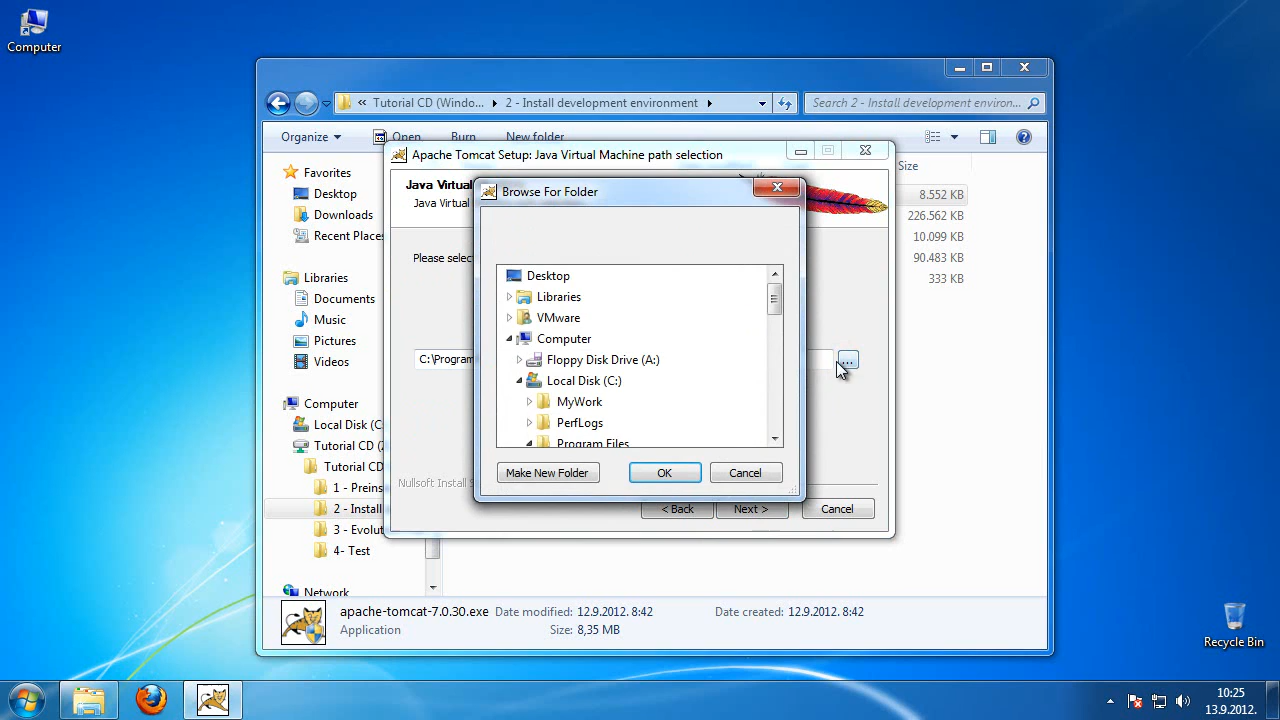 Computer
Tutorial CD (Windo...
2 - Install development environment
Search 2 - Install development environ...
Organize
Open
Burn
New folder
Apache Tomcat Setup: Java Virtual Machine path selection
Size
Favorites
Desktop
Downloads
Recent Places
Libraries
Documents
Music
Pictures
Videos
Computer
Local Disk (C
Tutorial CD (
Tutorial CD
1 - Preins
2 - Install
3 - Evolut
4- Test
Network
Java Virtual
Java Virtual
Please select
C:\Program
...
Nullsoft Install S
< Back
Next >
Cancel
Browse For Folder
Desktop
Libraries
VMware
Computer
Floppy Disk Drive (A:)
Local Disk (C:)
MyWork
PerfLogs
Program Files
Make New Folder
OK
Cancel
8.552 KB
226.562 KB
10.099 KB
90.483 KB
333 KB
apache-tomcat-7.0.30.exe
Date modified: 12.9.2012. 8:42
Date created: 12.9.2012. 8:42
Application
Size: 8,35 MB
Recycle Bin
10:25
13.9.2012.